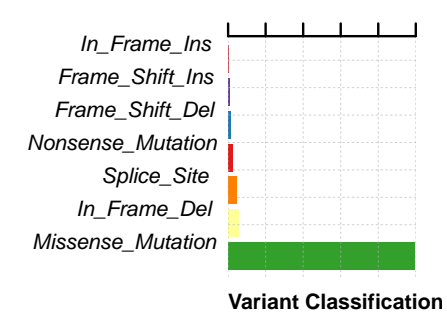 In_Frame_Ins
Frame_Shift_Ins
Frame_Shift_Del
Nonsense_Mutation
Splice_Site
In_Frame_Del
Missense_Mutation
Variant Classification